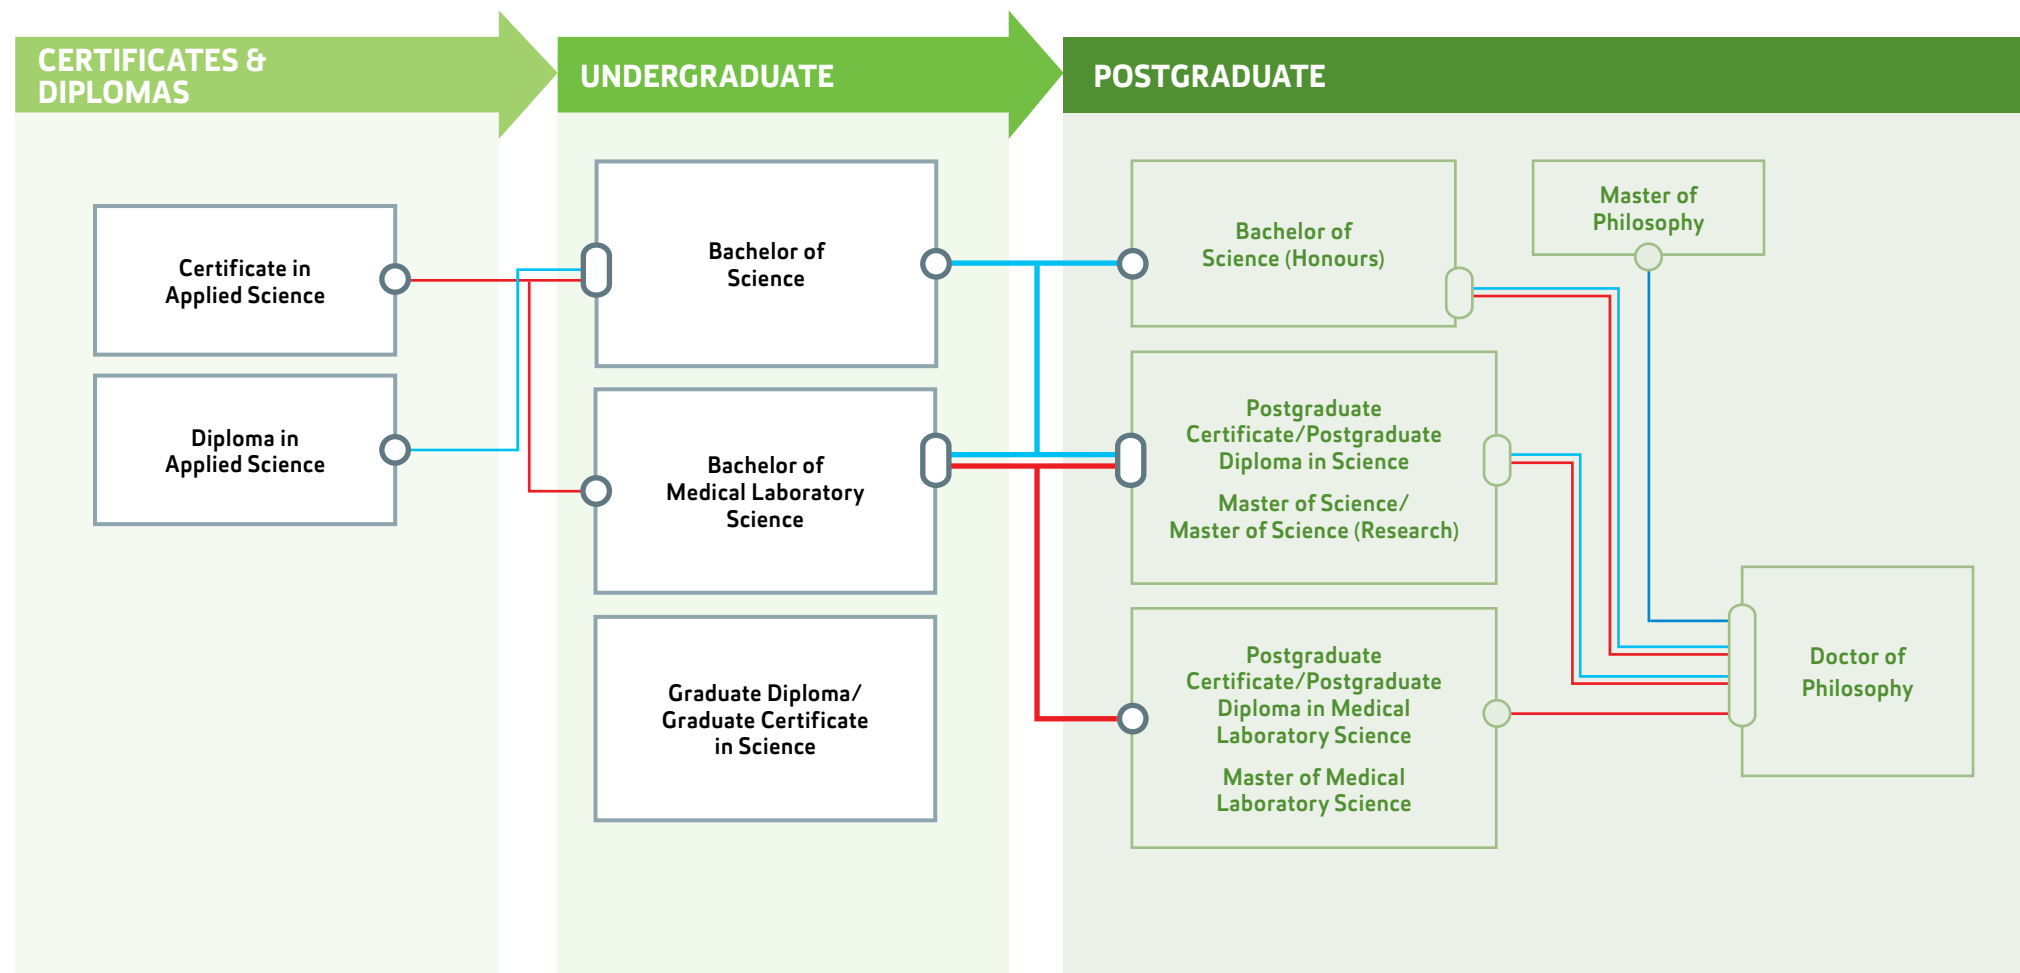 CERTIFICATES &
DIPLOMAS
UNDERGRADUATE
POSTGRADUATE
Certificate in
Applied Science
Diploma in
Applied Science
Bachelor of
Science
Bachelor of
Medical Laboratory
Science
Graduate Diploma/
Graduate Certificate
in Science
Bachelor of
Science (Honours)
Master of
Philosophy
Postgraduate
Certificate/Postgraduate
Diploma in Science
Master of Science/
Master of Science (Research)
Postgraduate
Certificate/Postgraduate
Diploma in Medical
Laboratory Science
Master of Medical
Laboratory Science
Doctor of
Philosophy